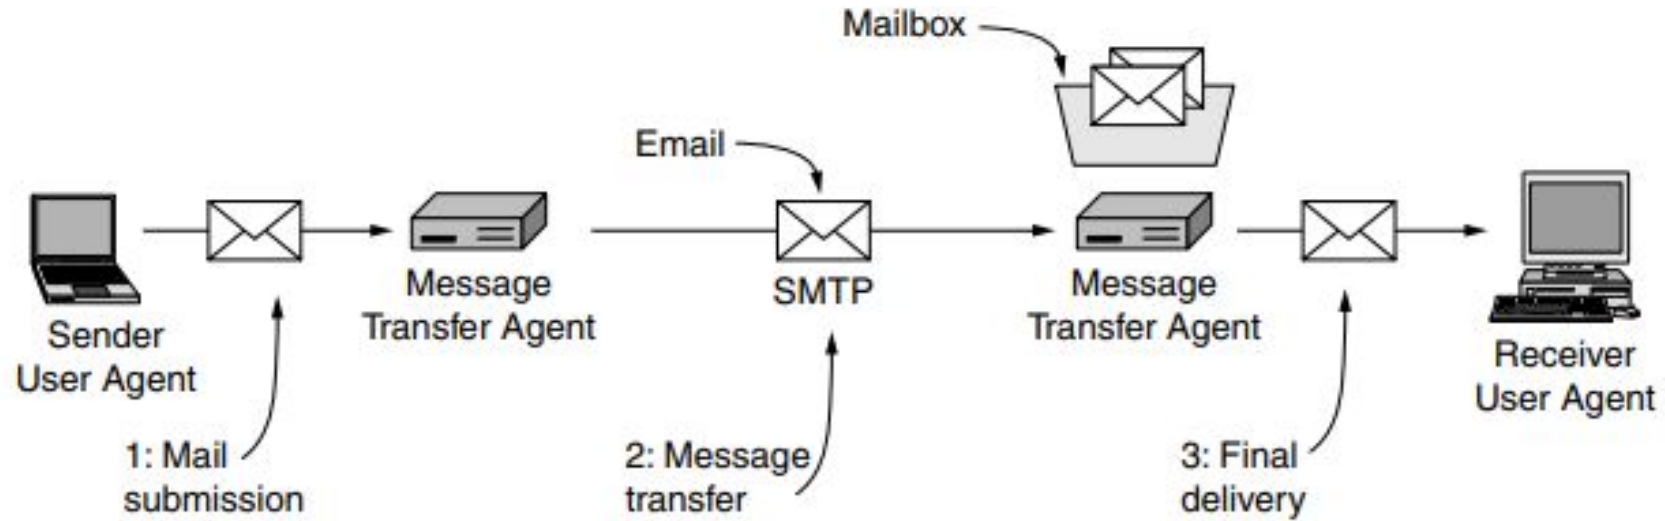 Mailbox
Email
Message
Transfer Agent
SMTP
Message
Transfer Agent
Sender
User Agent
Receiver
User Agent
1: Mail
submission
2: Message
transfer
3: Final
delivery